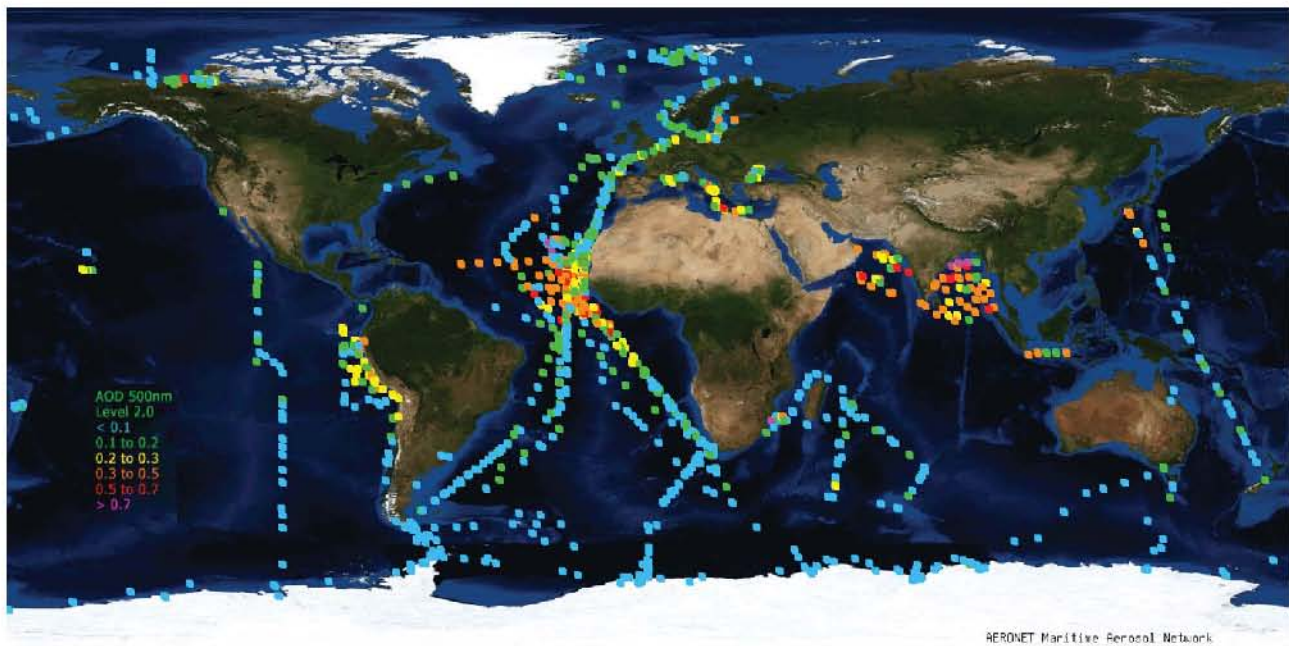 AOD 500nm
Level 2.0
< 0.1
0.1 to 0.2
0.2 to 0.3
0.3 to 0.5
0.5 to 0.7
> 0.7
AERONET Maritime Aerosol Network